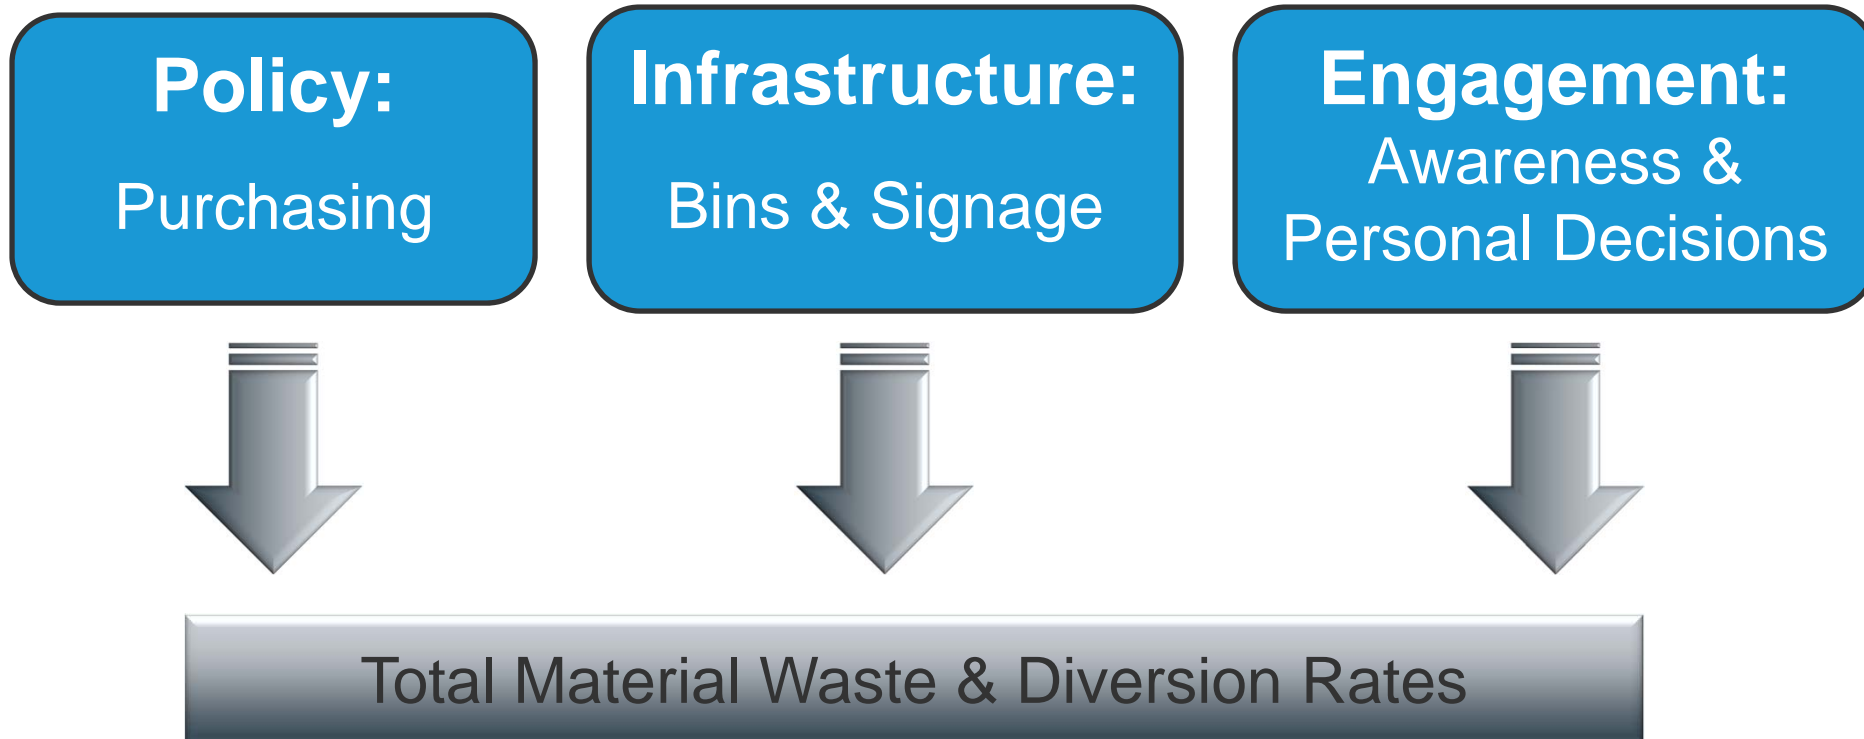 Policy:
Purchasing
Infrastructure:
Bins & Signage
Engagement:
Awareness &
Personal Decisions
Total Material Waste & Diversion Rates